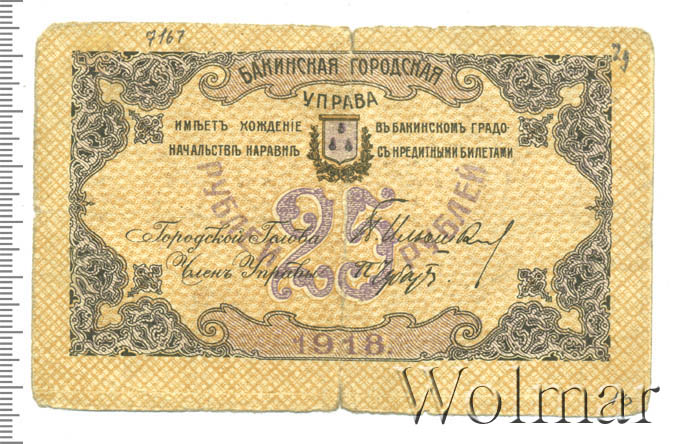 7167
29
БАКИНСКАЯ ГОРОДСКАЯ
УПРАВА
ИМѢЕТЪ ХОЖДЕНІЕ ВЪ БАКИНСКОМЪ ГРАДО-
НАЧАЛЬСТВѢ НАРАВНѢ СЪ КРЕДИТНЫМИ БИЛЕТАМИ
РУБЛЕЙ 25 РУБЛЕЙ
Городской Голова
Членъ Управы
1918.
Wolmar